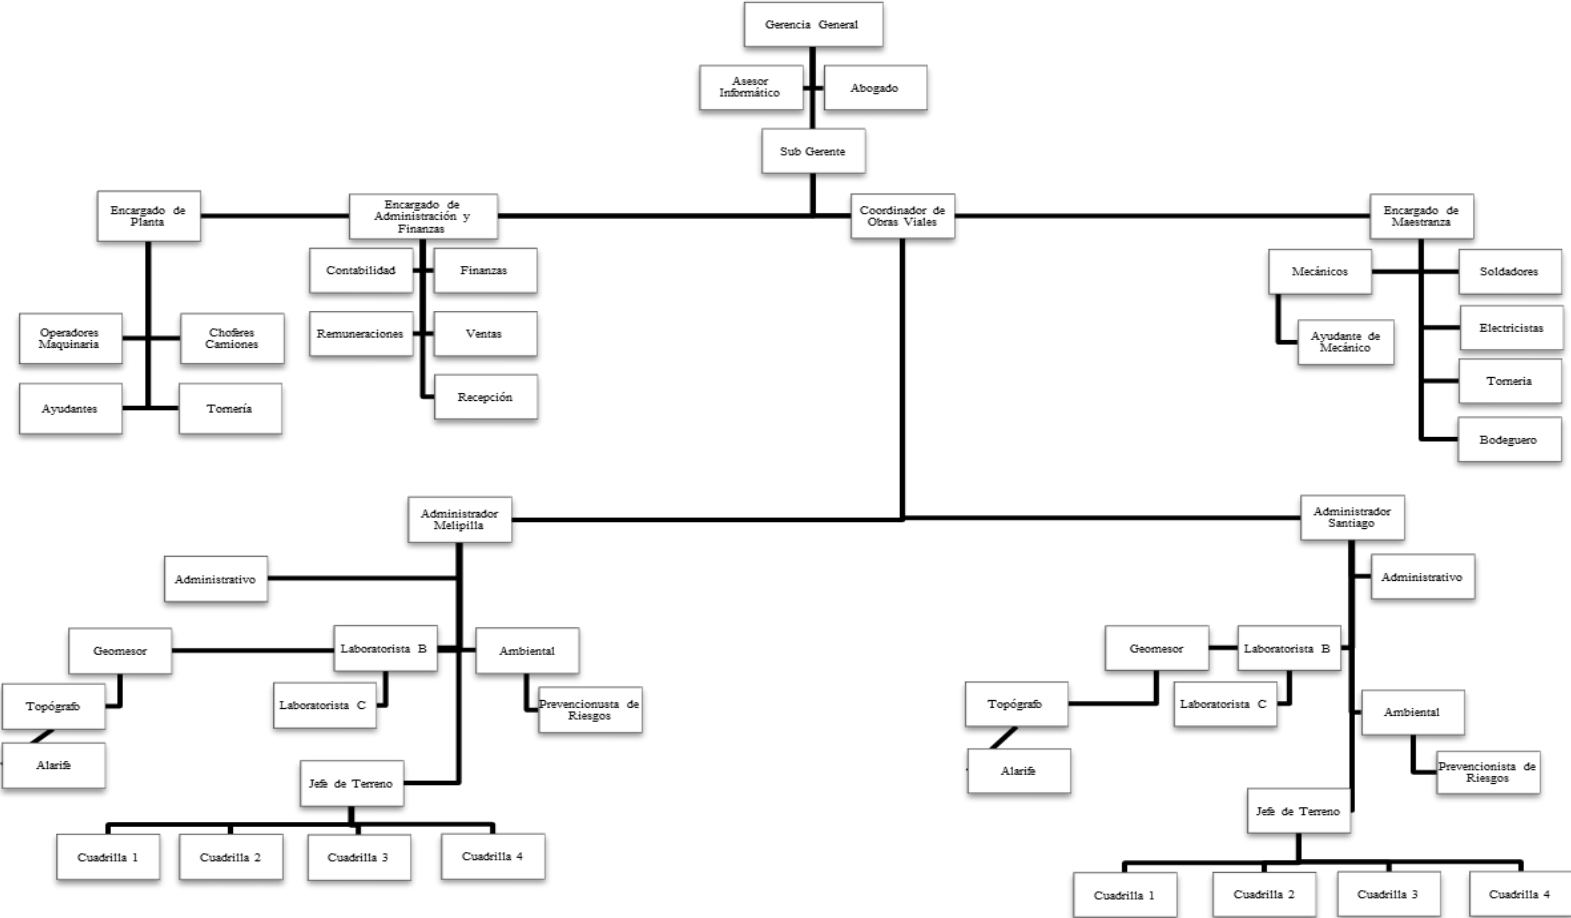 Gerencia General
Asesor
Informático
Abogado
Sub Gerente
Encargado de
Planta
Encargado de
Administración y
Finanzas
Coordinador de
Obras Viales
Encargado de
Maestranza
Contabilidad
Finanzas
Mecánicos
Soldadores
Operadores
Maquinaria
Choferes
Camiones
Remuneraciones
Ventas
Ayudante de
Mecánico
Electricistas
Ayudantes
Tornería
Recepción
Torneria
Bodeguero
Administrador
Melipilla
Administrador
Santiago
Administrativo
Administrativo
Geomesor
Laboratorista B
Ambiental
Geomesor
Laboratorista B
Topógrafo
Laboratorista C
Prevencionusta de
Riesgos
Topógrafo
Laboratorista C
Ambiental
Alarife
Alarife
Prevencionista de
Riesgos
Jefe de Terreno
Jefe de Terreno
Cuadrilla 1
Cuadrilla 2
Cuadrilla 3
Cuadrilla 4
Cuadrilla 1
Cuadrilla 2
Cuadrilla 3
Cuadrilla 4